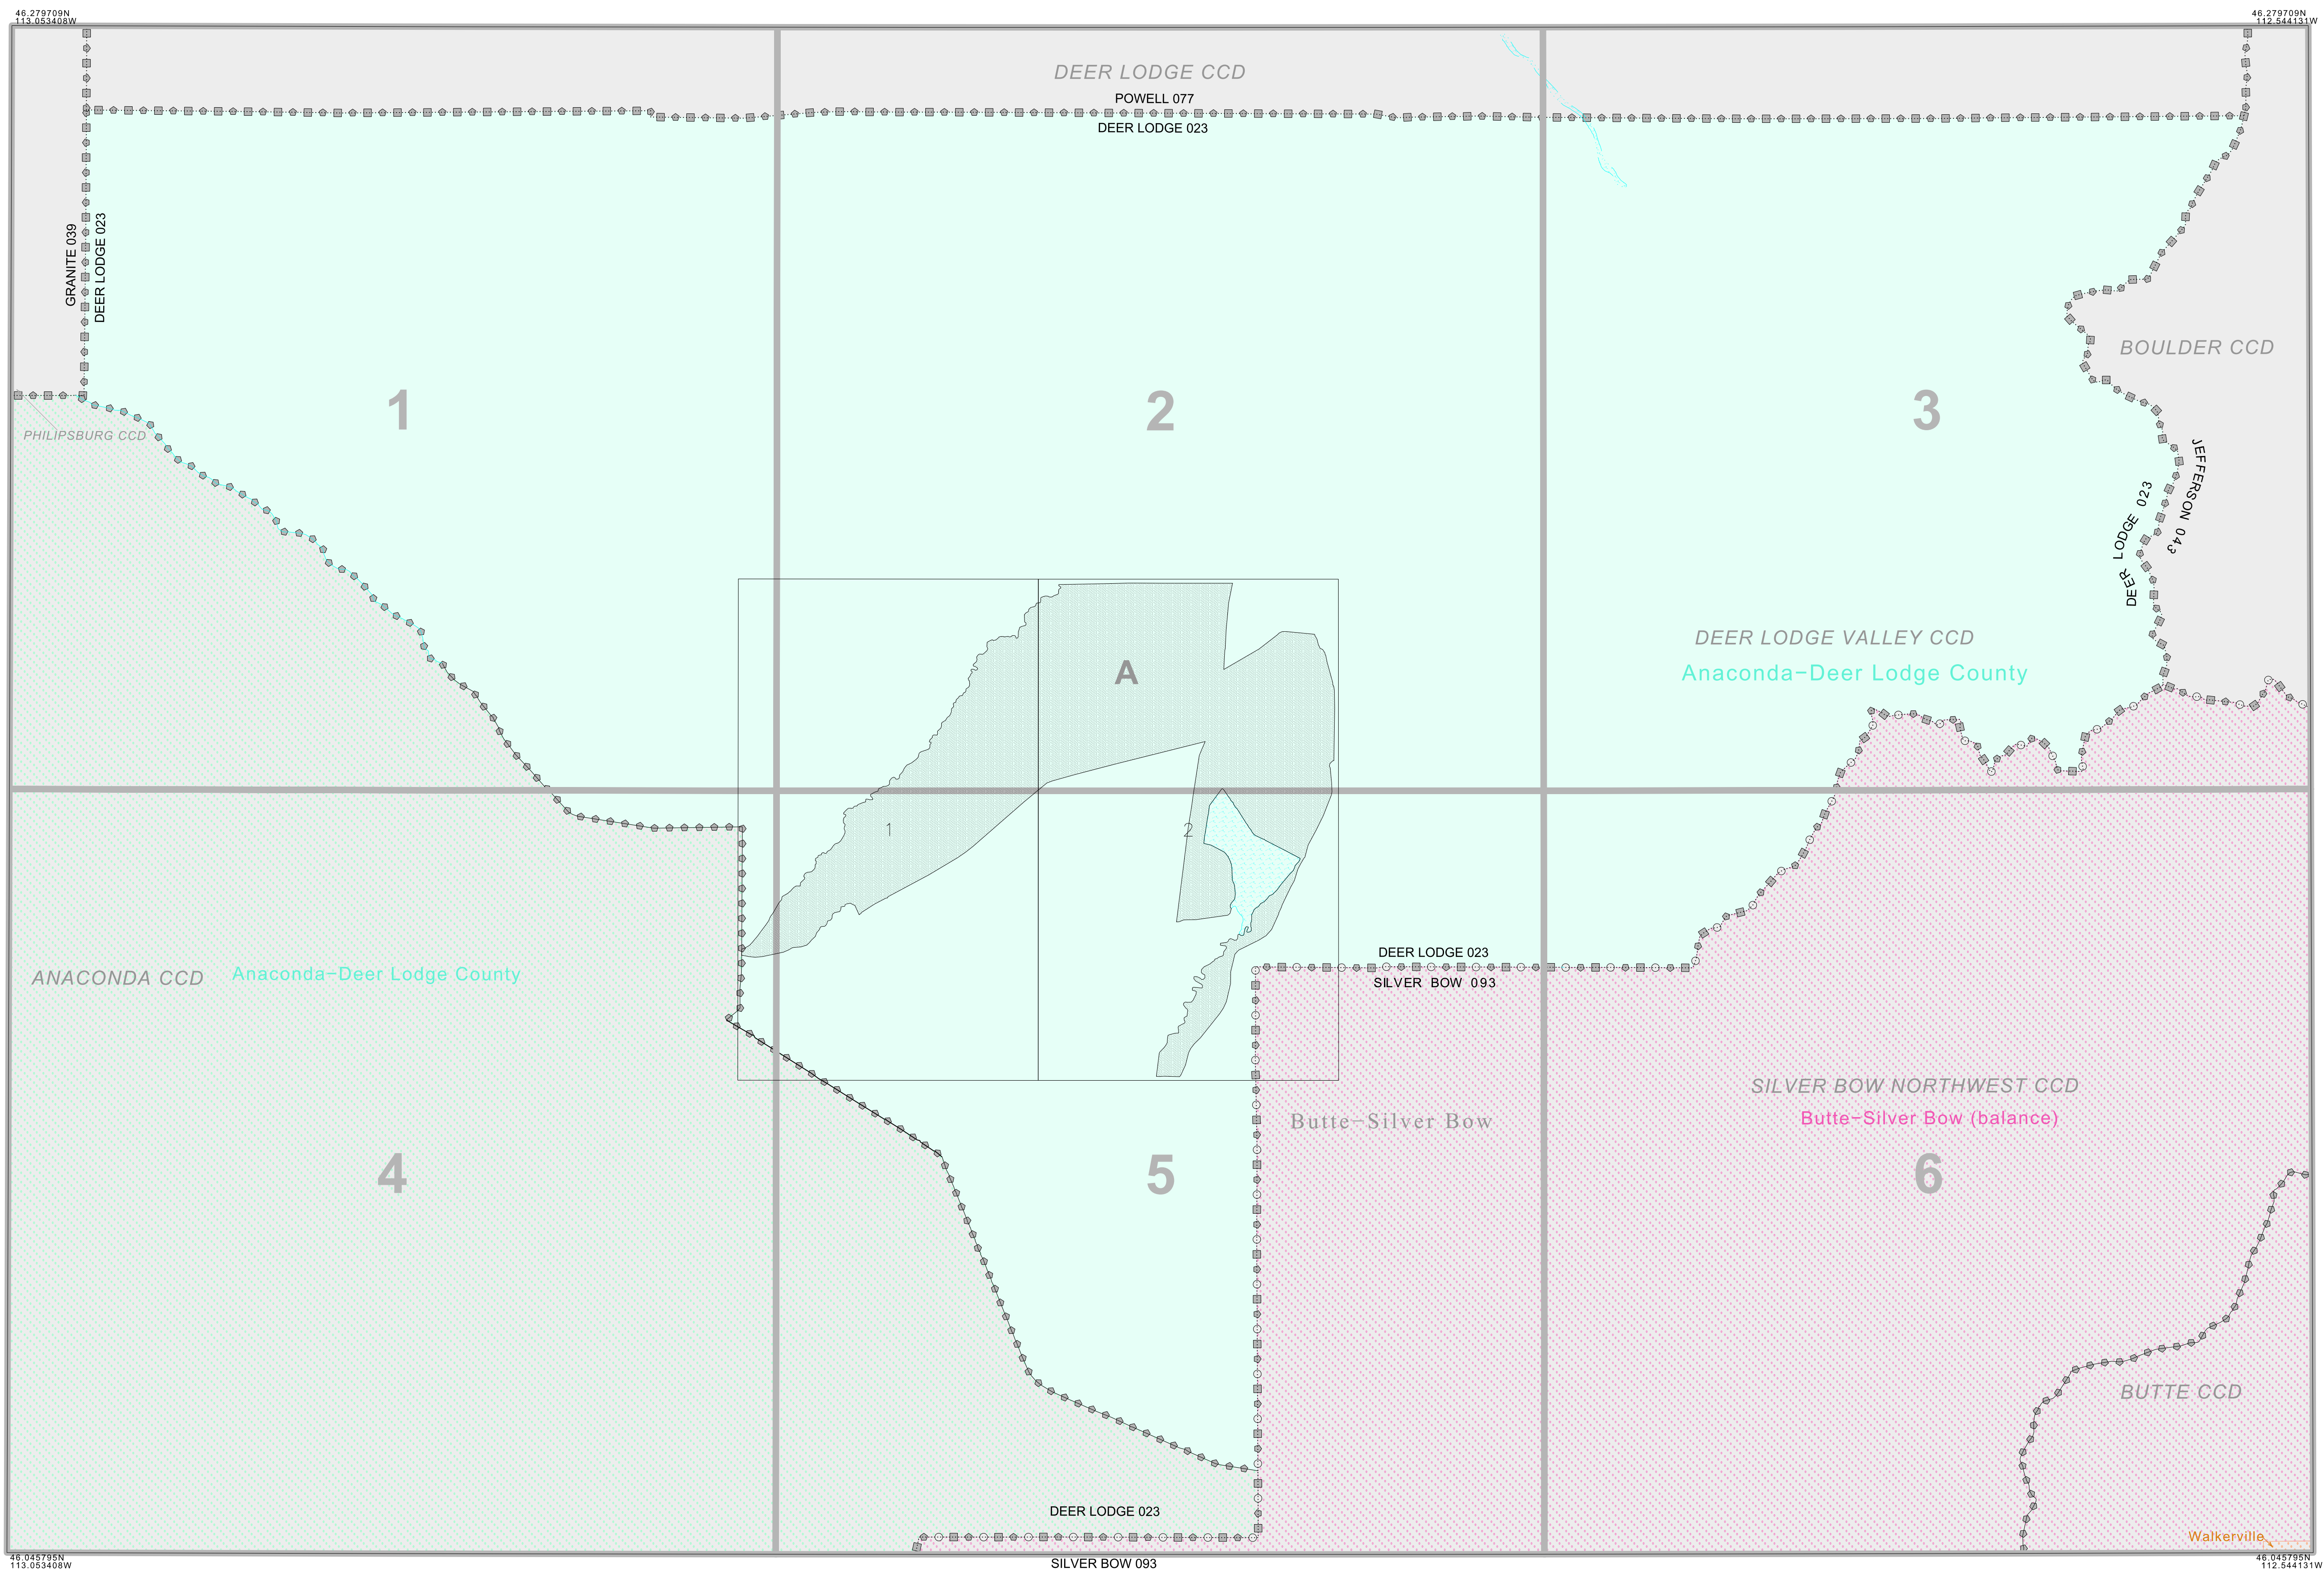 46.279709N
113.053408W
46.279709N
112.544131W
DEER LODGE CCD
POWELL 077
DEER LODGE 023
GRANITE 039
DEER LODGE 023
BOULDER CCD
1
2
3
PHILIPSBURG CCD
JEFFERSON 043
DEER LODGE 023
DEER LODGE VALLEY CCD
Anaconda-Deer Lodge County
A
1
2
DEER LODGE 023
SILVER BOW 093
ANACONDA CCD
Anaconda-Deer Lodge County
SILVER BOW NORTHWEST CCD
Butte-Silver Bow
Butte-Silver Bow (balance)
4
5
6
BUTTE CCD
DEER LODGE 023
Walkerville
SILVER BOW 093
46.045795N
113.053408W
46.045795N
112.544131W